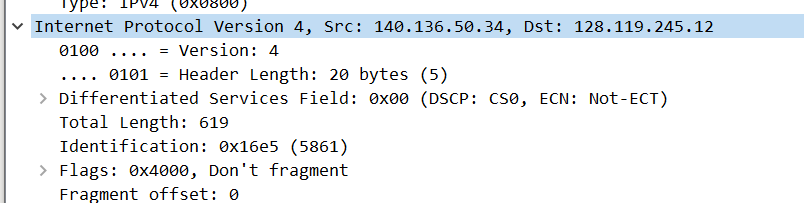 Type: IPv4 (0x0800)
Internet Protocol Version 4, Src: 140.136.50.34, Dst: 128.119.245.12
0100 .... = Version: 4
.... 0101 = Header Length: 20 bytes (5)
Differentiated Services Field: 0x00 (DSCP: CS0, ECN: Not-ECT)
Total Length: 619
Identification: 0x16e5 (5861)
Flags: 0x4000, Don't fragment
Fragment offset: 0